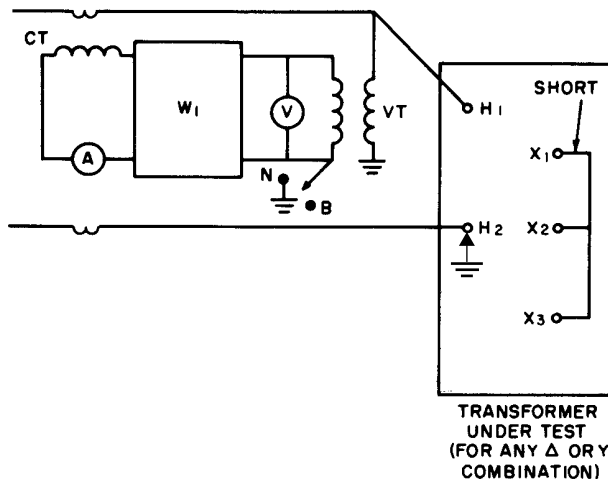 CT
W1
V
VT
A
N
B
H1
SHORT
X1
H2
X2
X3
TRANSFORMER
UNDER TEST
(FOR ANY Δ OR Y
COMBINATION)